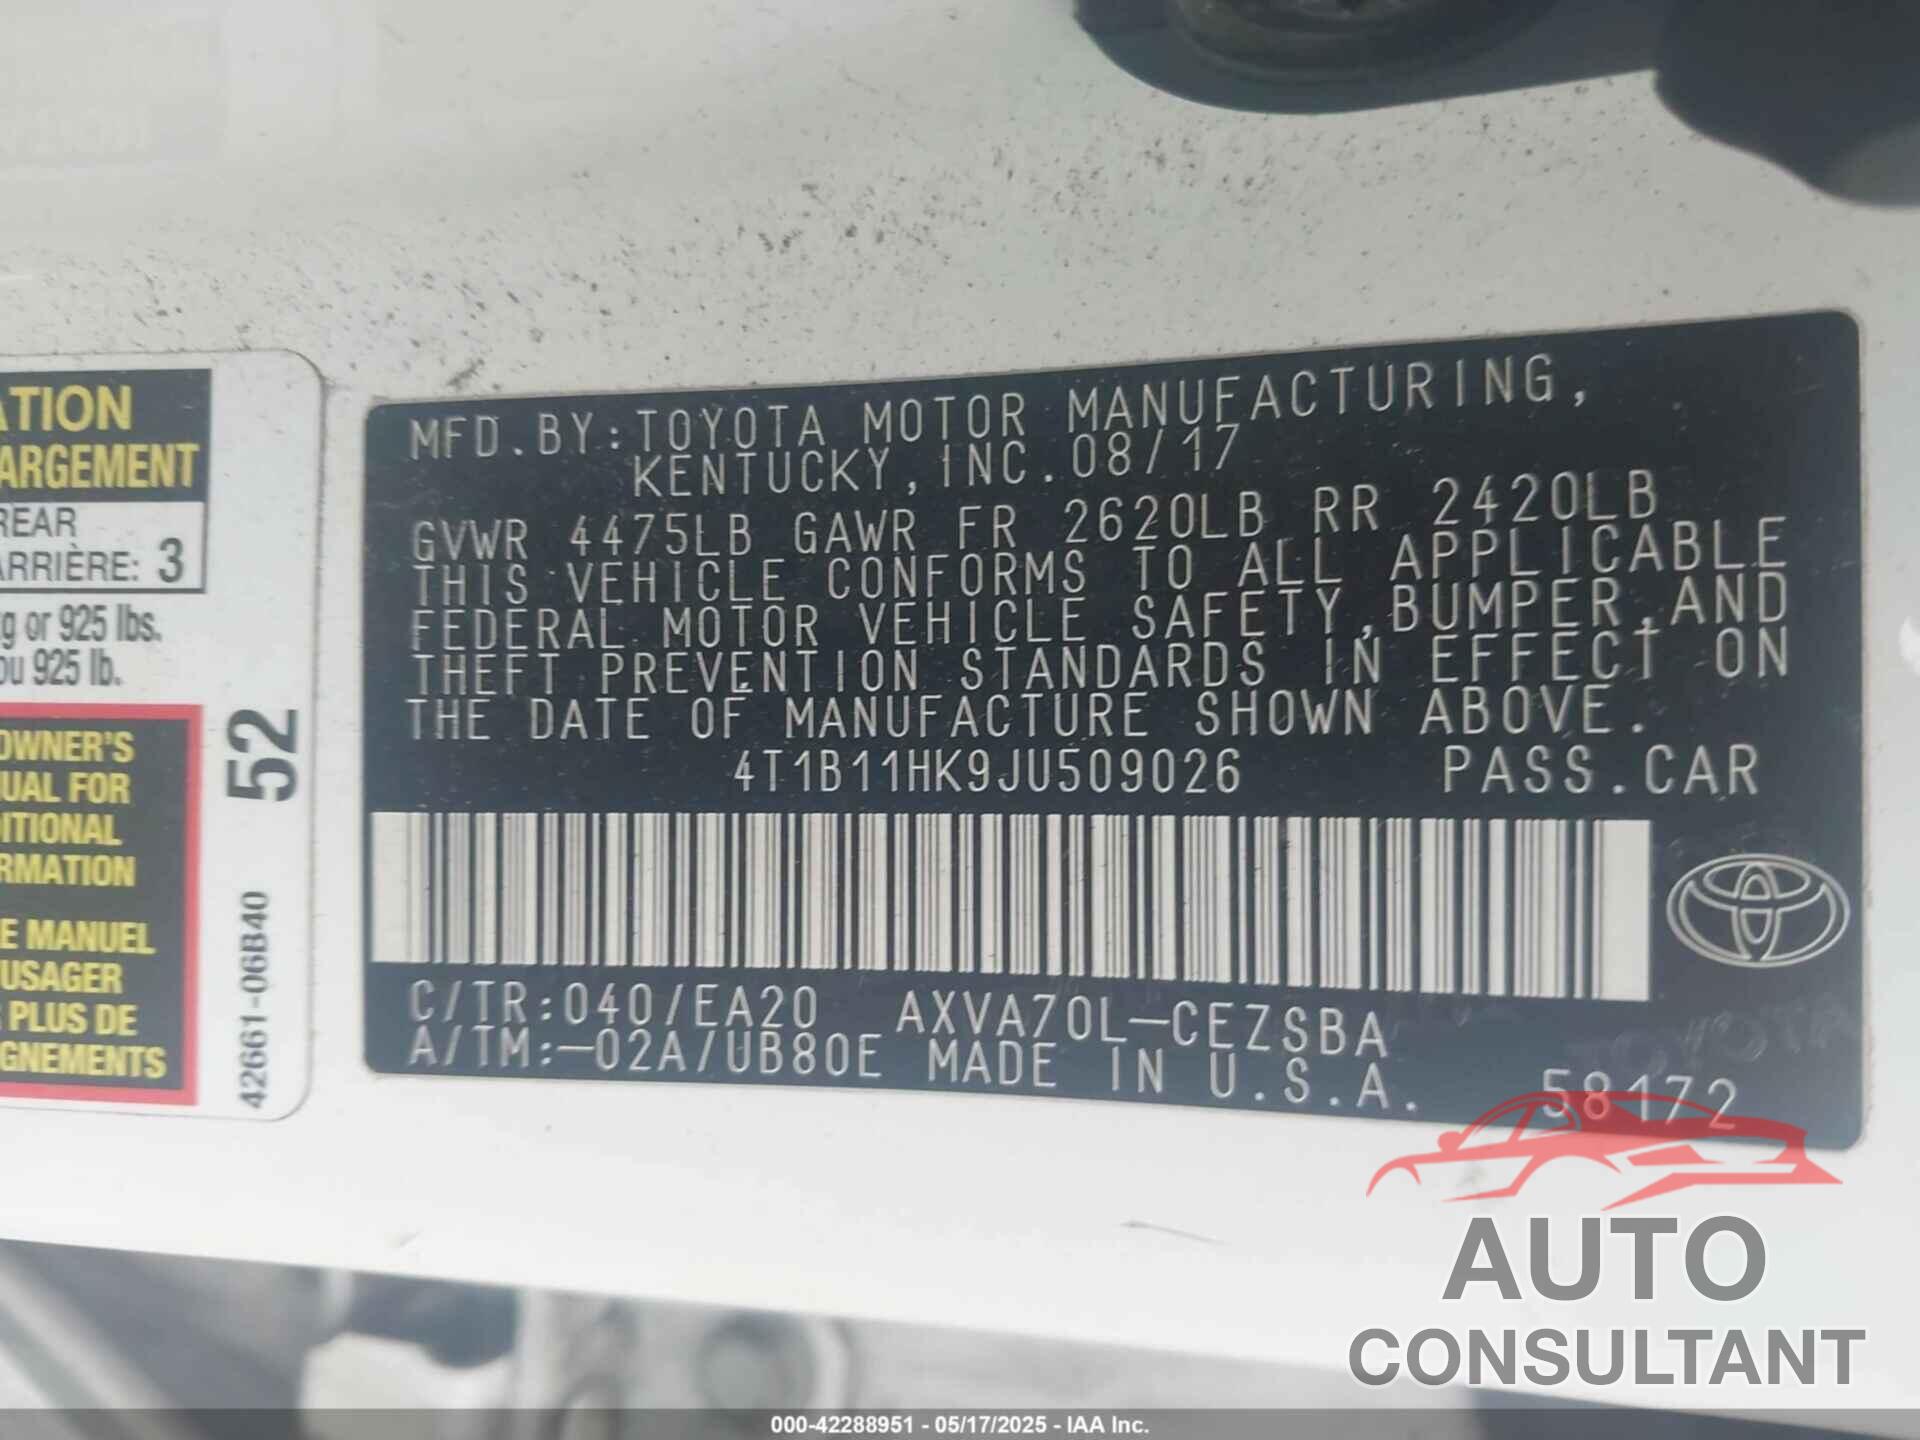 ATION
ARGEMENT
REAR
ARRIÈRE: 3
kg or 925 lbs.
ou 925 lb.
OWNER'S
UAL FOR
DITIONAL
RMATION
E MANUEL
USAGER
PLUS DE
GNEMENTS
52
42661-06B40
MFD.BY:TOYOTA MOTOR MANUFACTURING,
KENTUCKY,INC.08/17
GVWR 4475LB GAWR FR 2620LB RR 2420LB
THIS VEHICLE CONFORMS TO ALL APPLICABLE
FEDERAL MOTOR VEHICLE SAFETY,BUMPER,AND
THEFT PREVENTION STANDARDS IN EFFECT ON
THE DATE OF MANUFACTURE SHOWN ABOVE.
4T1B11HK9JU509026 PASS.CAR
C/TR:040/EA20 AXVA70L-CEZSBA
A/TM:-02A/UB80E MADE IN U.S.A.
58172
TOYOTA
AUTO
CONSULTANT
000-42288951 - 05/17/2025 - IAA Inc.